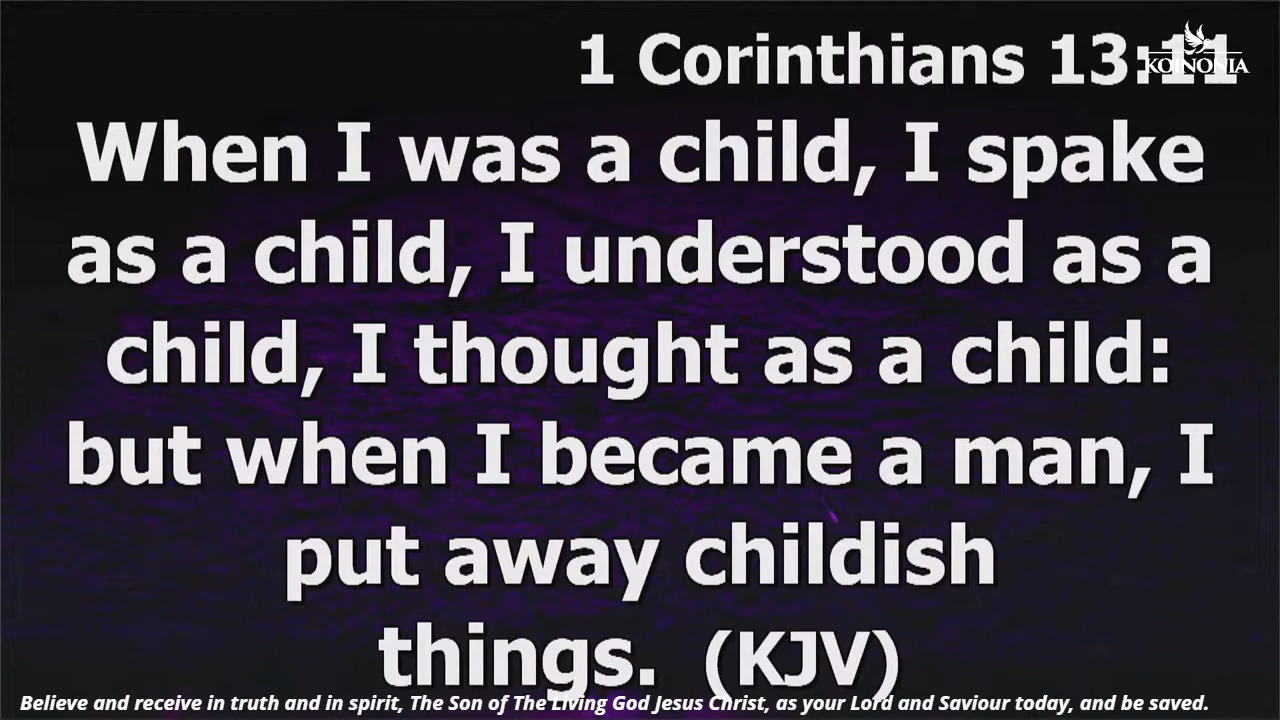 1 Corinthians 13:11
KOINONIA
When I was a child, I spake
as a child, I understood as a
child, I thought as a child:
but when I became a man, I
put away childish
things. (KJV)
Believe and receive in truth and in spirit, The Son of The Living God Jesus Christ, as your Lord and Saviour today, and be saved.